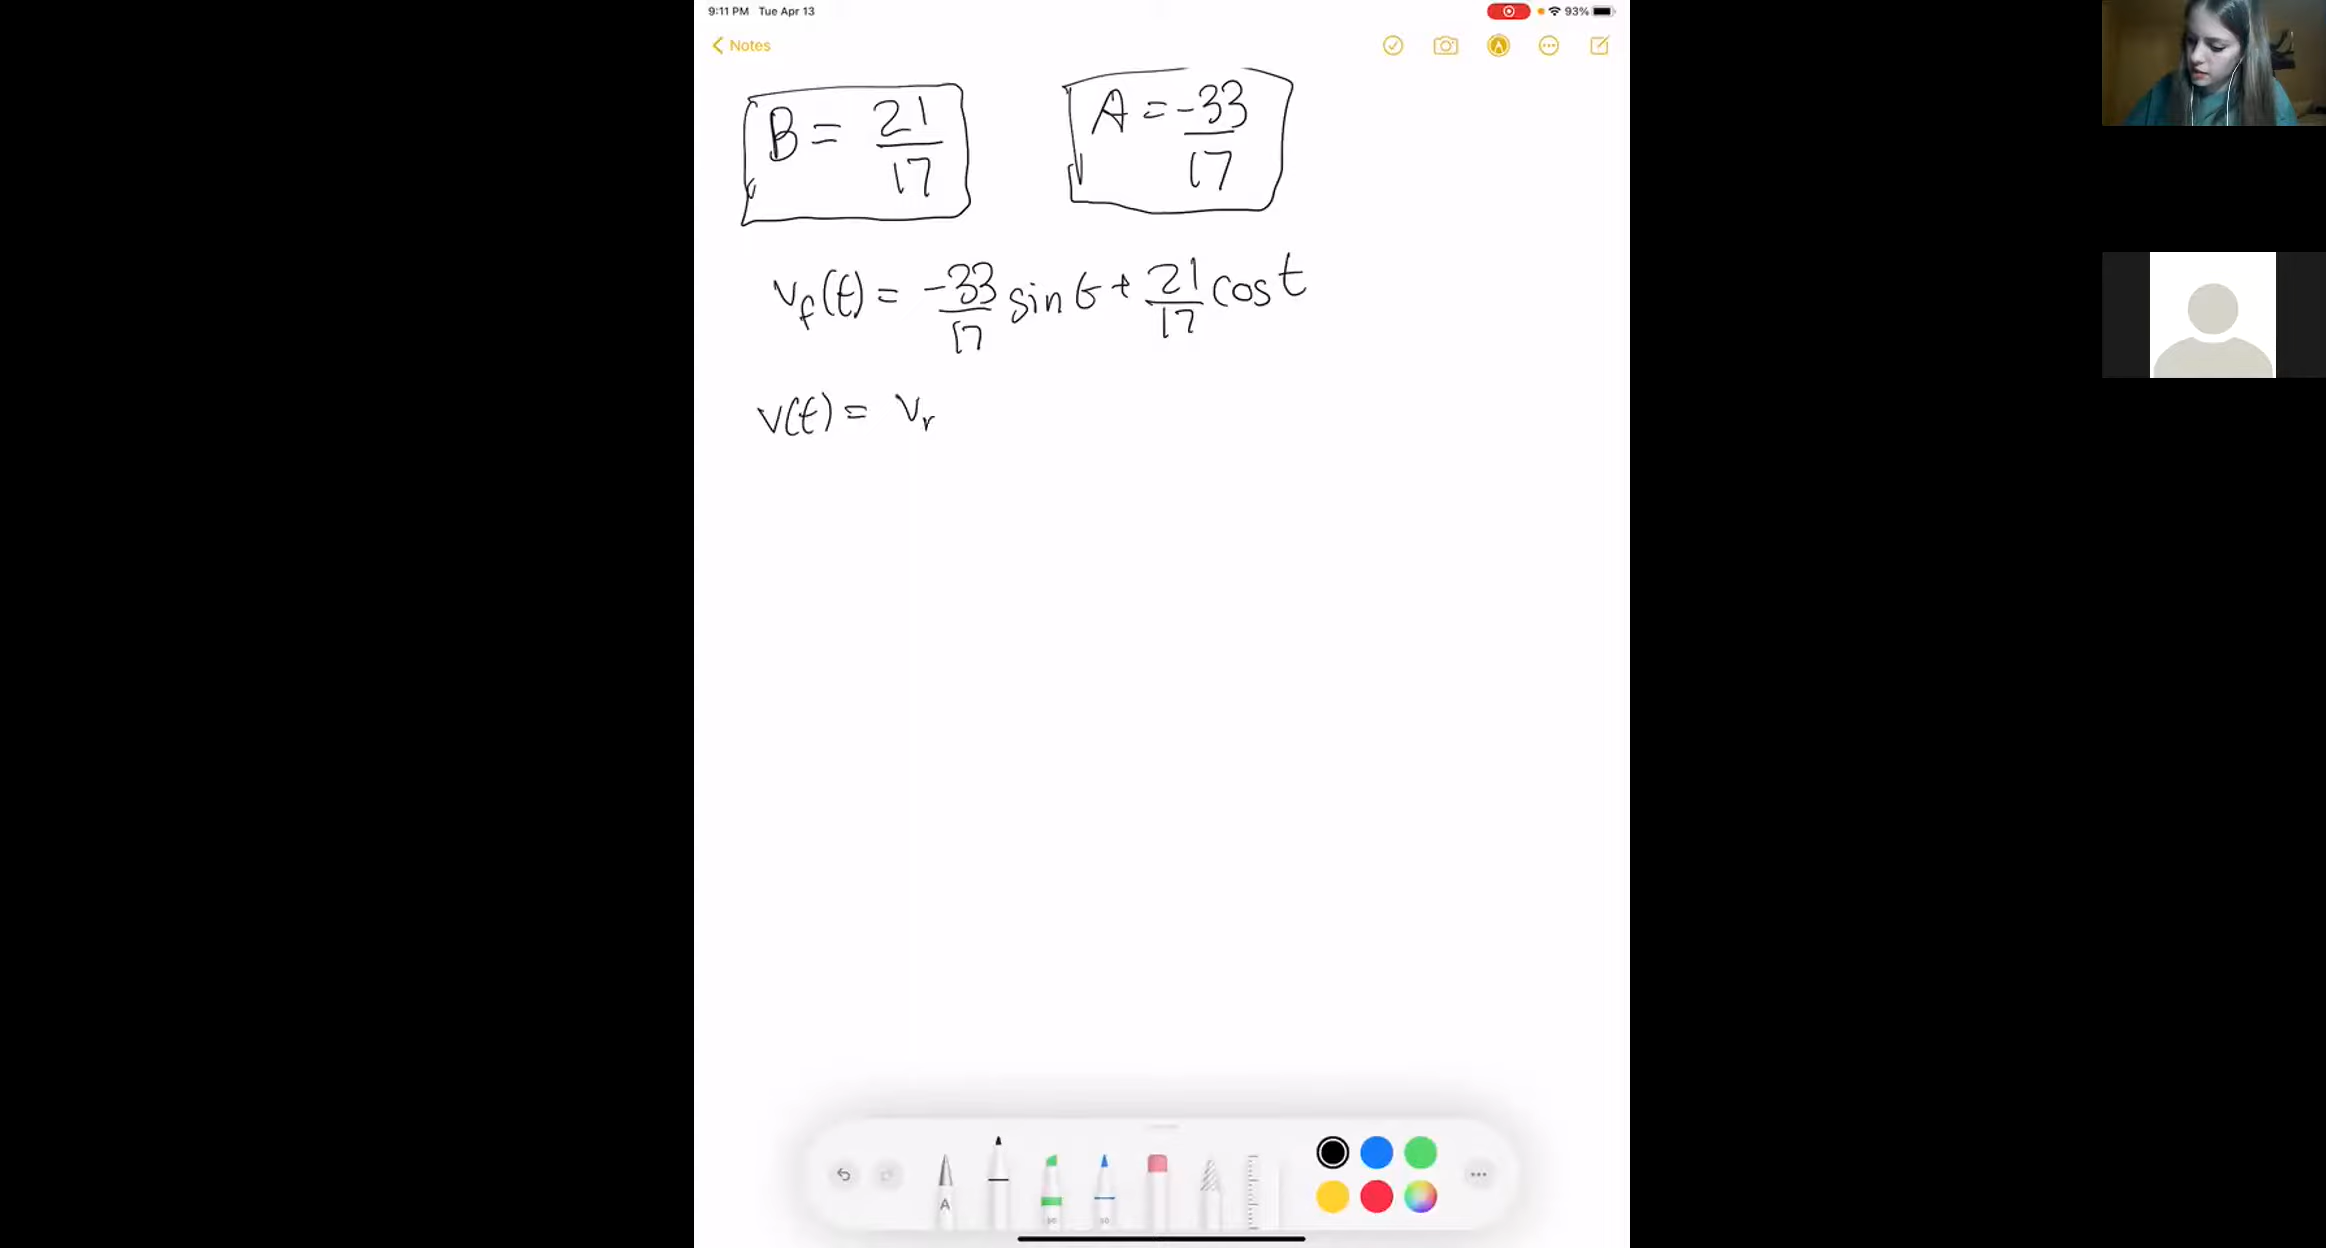 9:11 PM Tue Apr 13
93%
Notes
B = 21/17
A = -33/17
v_f(t) = -33/17 sin t + 21/17 cos t
v(t) = v_r
A